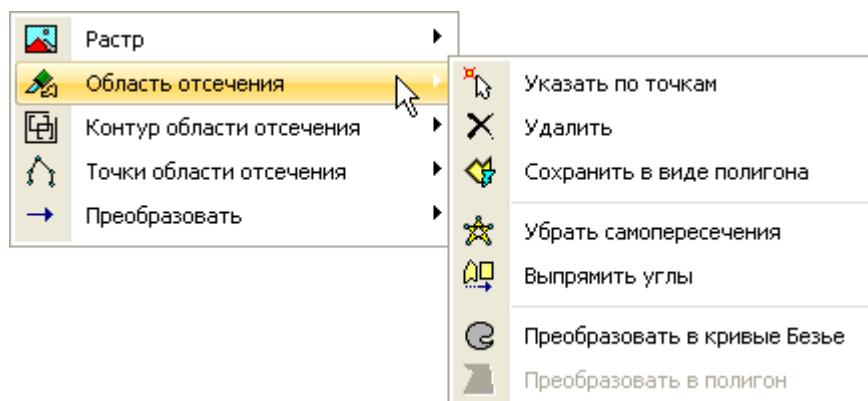 Растр
Область отсечения
Контур области отсечения
Точки области отсечения
Преобразовать
Указать по точкам
Удалить
Сохранить в виде полигона
Убрать самопересечения
Выпрямить углы
Преобразовать в кривые Безье
Преобразовать в полигон